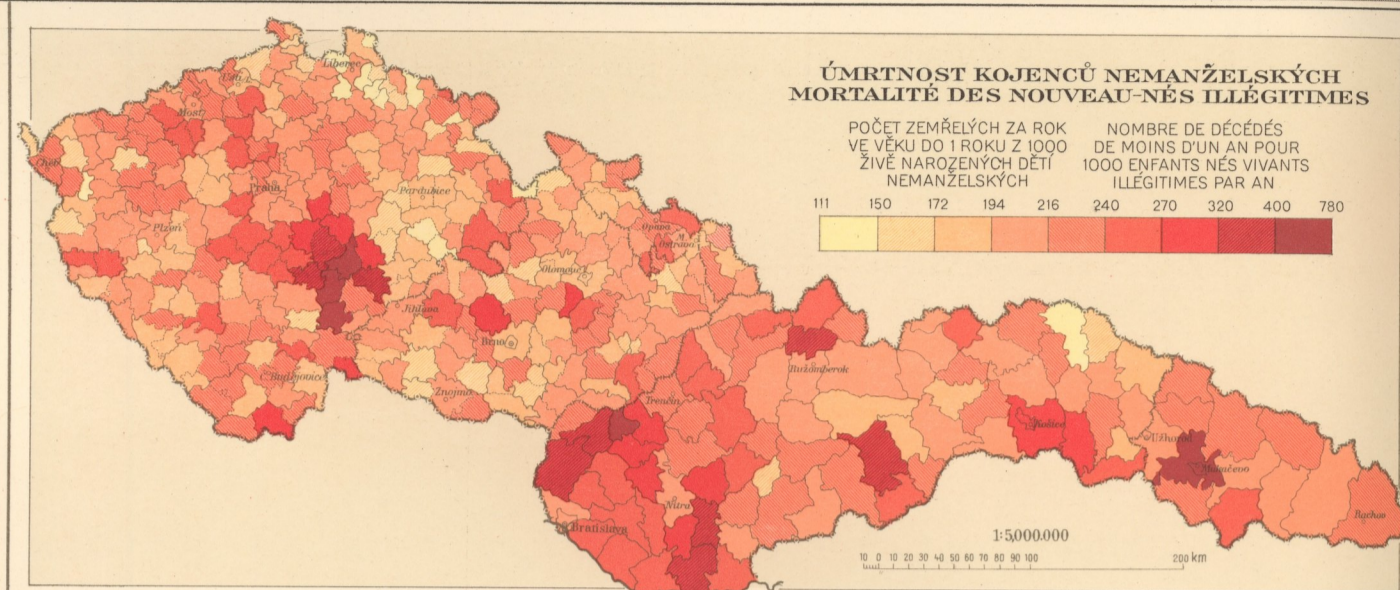 ÚMRTNOST KOJENCŮ NEMANŽELSKÝCH
MORTALITÉ DES NOUVEAU-NÉS ILLÉGITIMES
POČET ZEMŘELÝCH ZA ROK
VE VĚKU DO 1 ROKU Z 1000
ŽIVĚ NAROZENÝCH DĚTÍ
NEMANŽELSKÝCH
NOMBRE DE DÉCÉDÉS
DE MOINS D'UN AN POUR
1000 ENFANTS NÉS VIVANTS
ILLÉGITIMES PAR AN
111 150 172 194 216 240 270 320 400 780
Liberec
Ústí
Most
Cheb
Praha
Pardubice
Plzeň
Opava
M. Ostrava
Olomouc
Jihlava
Brno
Č. Budějovice
Znojmo
Ružomberok
Trenčín
Košice
Užhorod
Mukačevo
Nitra
Bratislava
Rachov
1:5,000.000
10 0 10 20 30 40 50 60 70 80 90 100 200 km